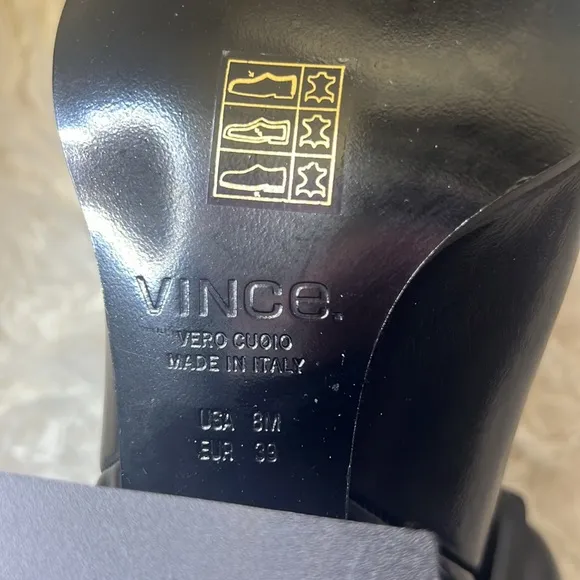 VINCE.
VERO CUOIO
MADE IN ITALY
USA 8M
EUR 39